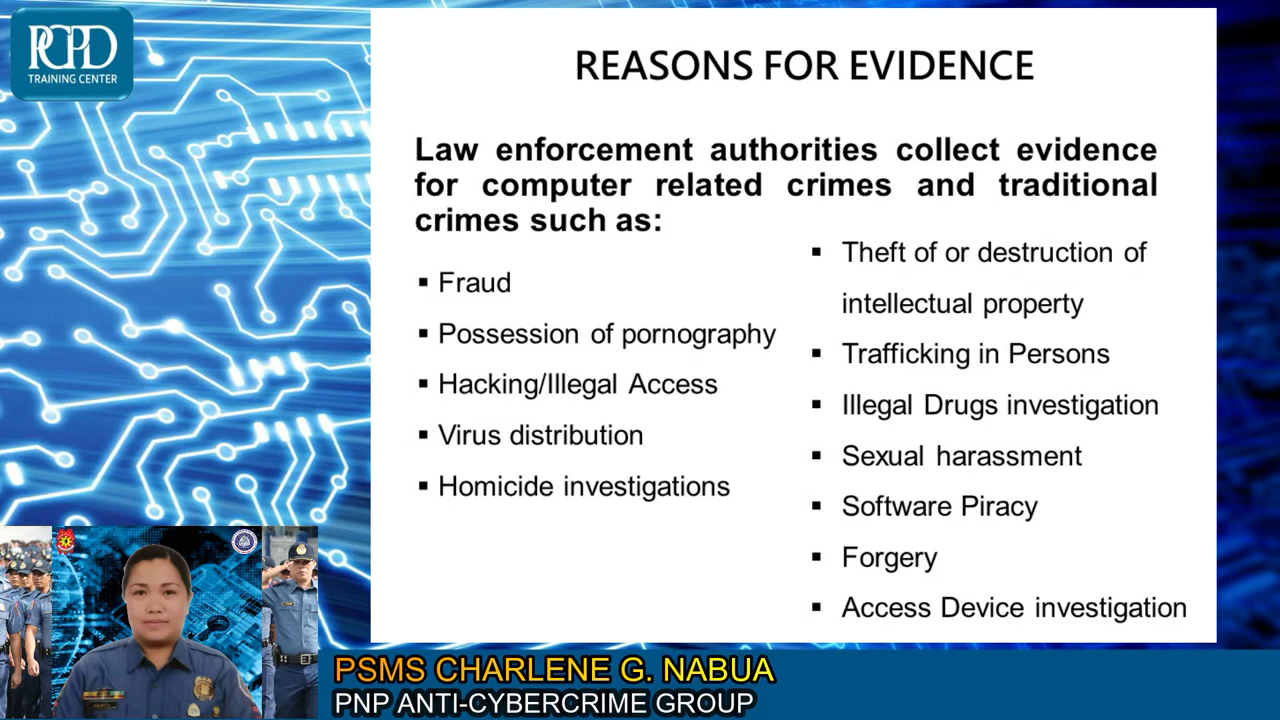 PCPD
TRAINING CENTER
REASONS FOR EVIDENCE
Law enforcement authorities collect evidence
for computer related crimes and traditional
crimes such as:
▪ Fraud
▪ Possession of pornography
▪ Hacking/Illegal Access
▪ Virus distribution
▪ Homicide investigations
▪ Theft of or destruction of
intellectual property
▪ Trafficking in Persons
▪ Illegal Drugs investigation
▪ Sexual harassment
▪ Software Piracy
▪ Forgery
▪ Access Device investigation
PSMS CHARLENE G. NABUA
PNP ANTI-CYBERCRIME GROUP